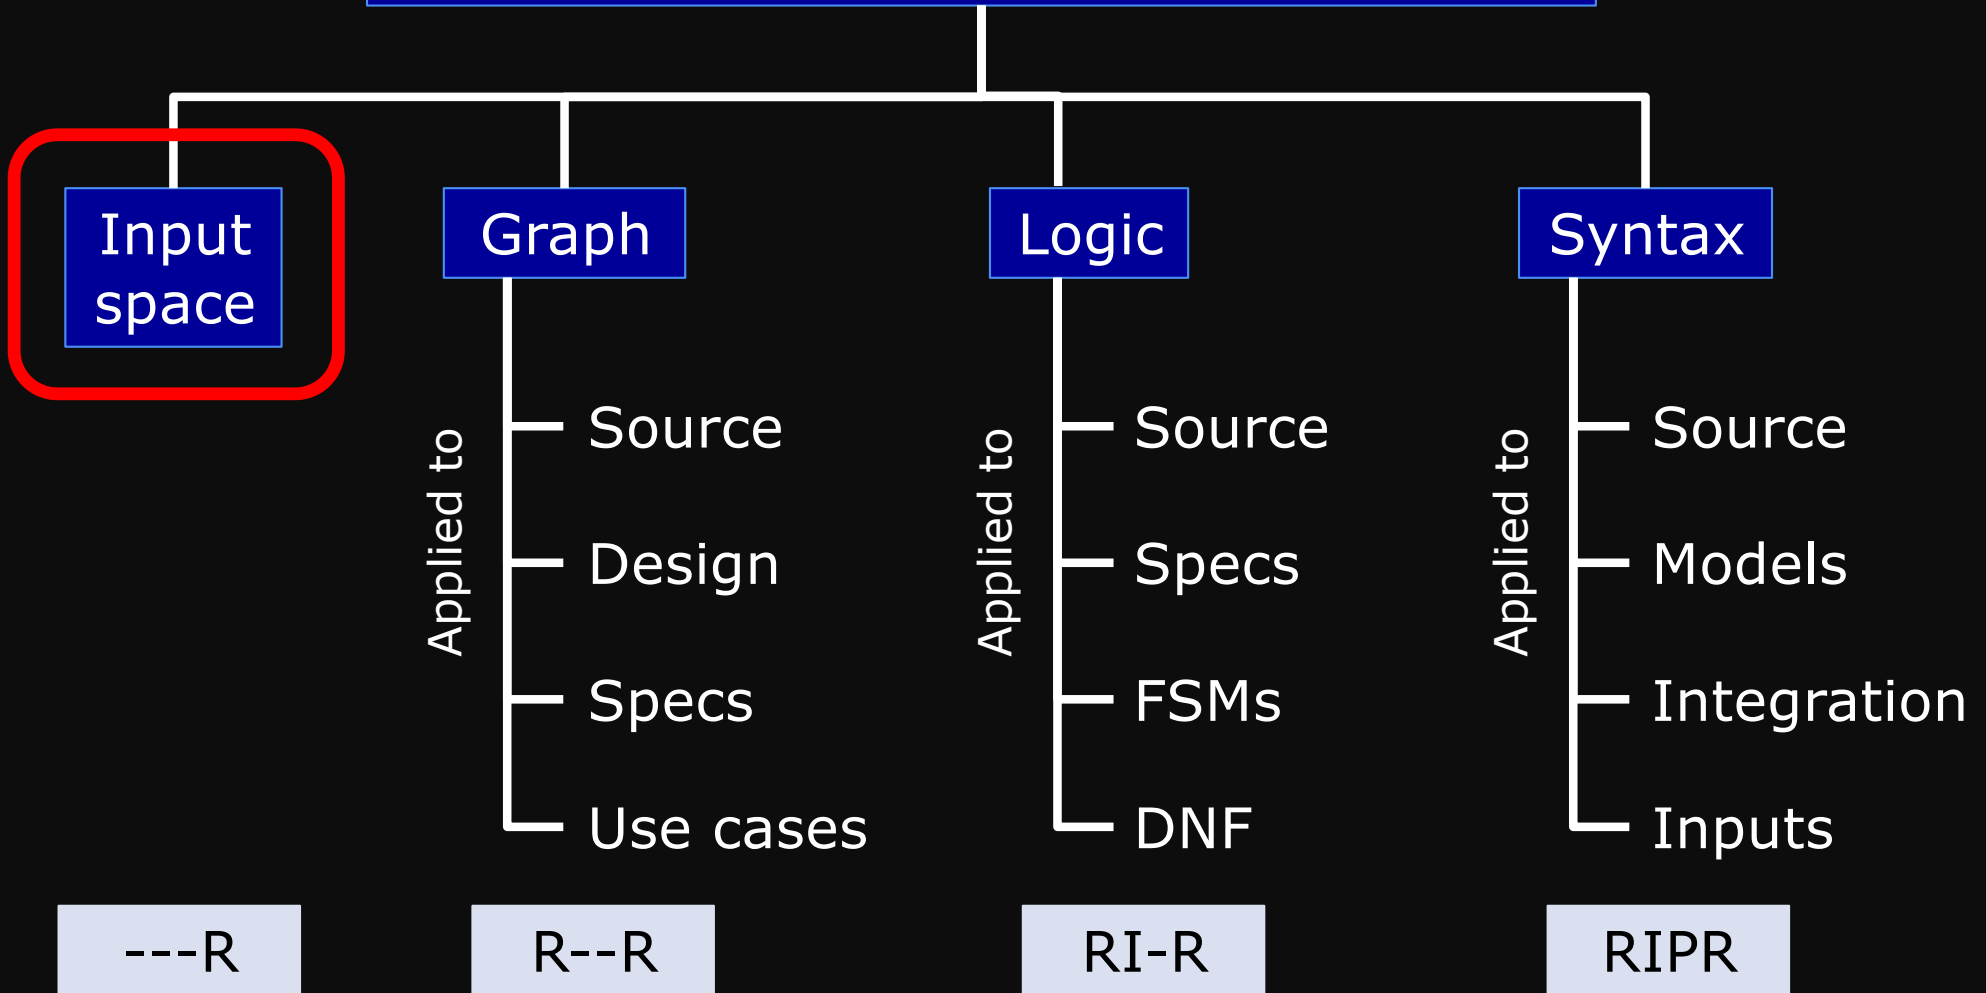 Input
space
Graph
Logic
Syntax
Applied to
Source
Design
Specs
Use cases
Applied to
Source
Specs
FSMs
DNF
Applied to
Source
Models
Integration
Inputs
---R
R--R
RI-R
RIPR